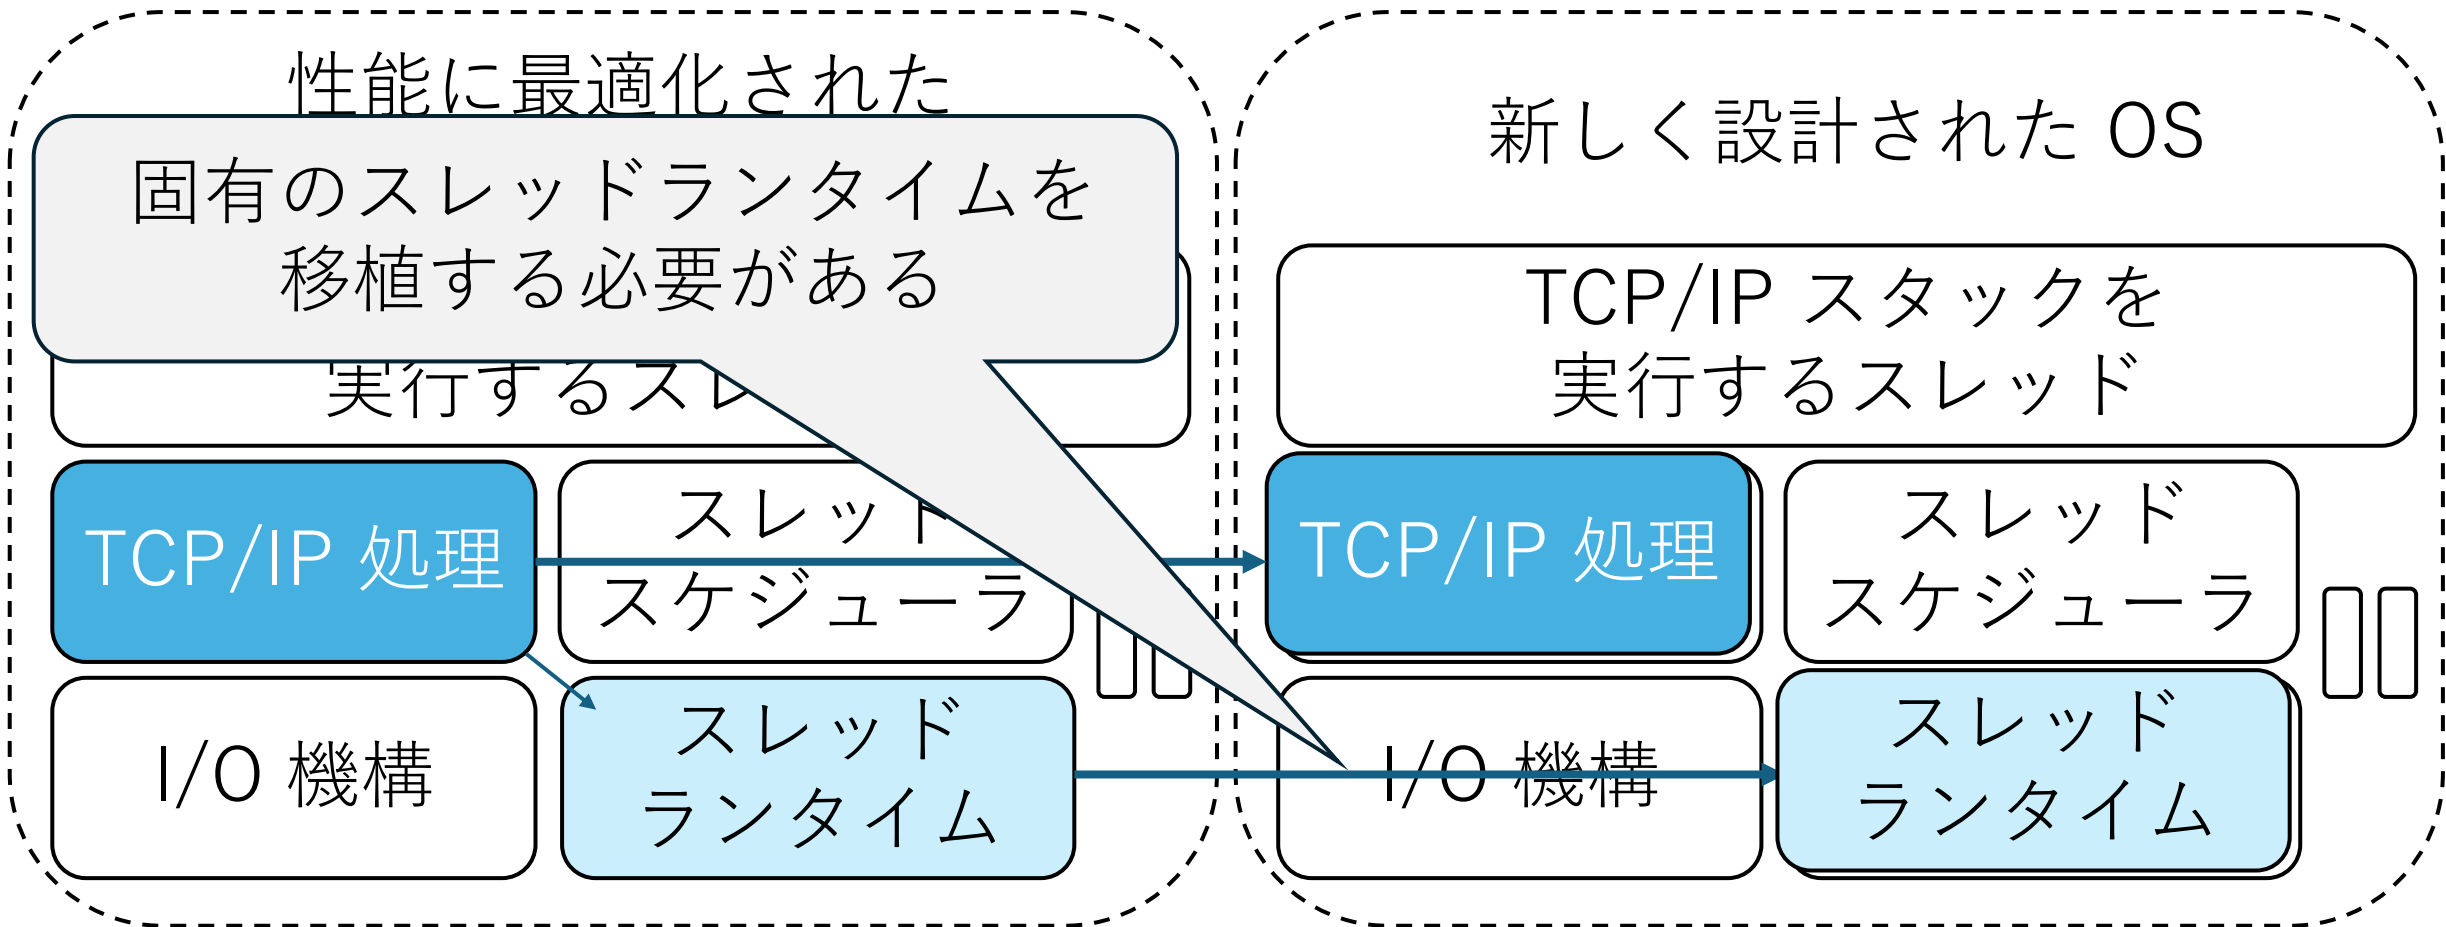 性能に最適化された
固有のスレッドランタイムを
移植する必要がある
実行するスレ
TCP/IP 処理
スレッド
スケジューラ
I/O 機構
スレッド
ランタイム
新しく設計された OS
TCP/IP スタックを
実行するスレッド
TCP/IP 処理
スレッド
スケジューラ
I/O 機構
スレッド
ランタイム